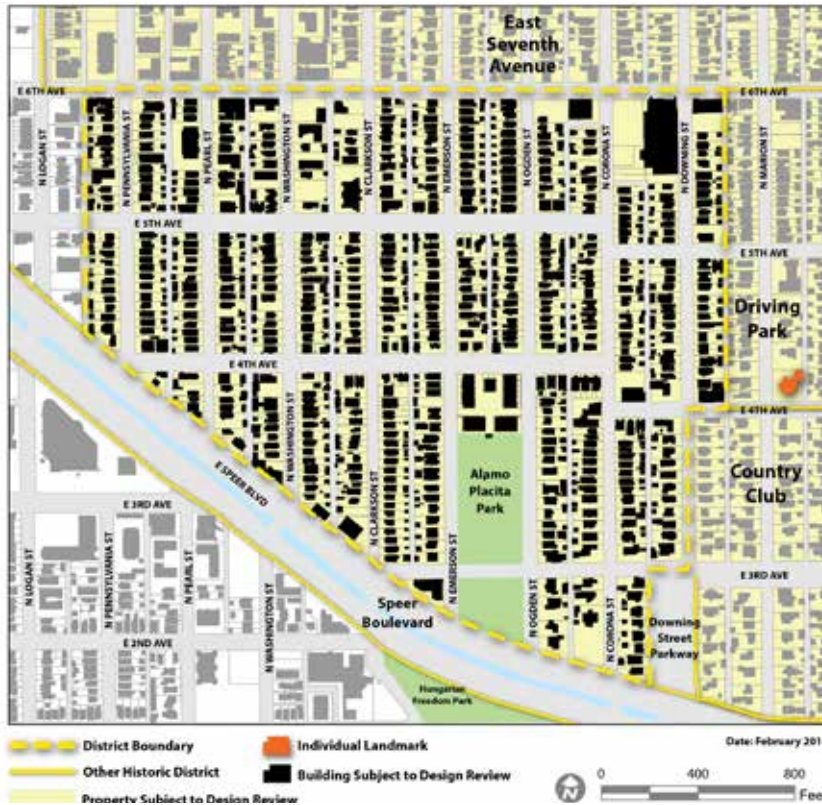 East
Seventh
Avenue
E 6TH AVE
E 6TH AVE
N LOGAN ST
N PENNSYLVANIA ST
N PEARL ST
N WASHINGTON ST
N CLARKSON ST
N EMERSON ST
N OGDEN ST
N CORONA ST
N DOWNING ST
N MARION ST
E 5TH AVE
E 5TH AVE
Driving
Park
E 4TH AVE
E 4TH AVE
N WASHINGTON ST
N CLARKSON ST
Alamo
Placita
Park
Country
Club
E SPEER BLVD
E 3RD AVE
E 3RD AVE
N LOGAN ST
N PENNSYLVANIA ST
N PEARL ST
N WASHINGTON ST
N EMERSON ST
N OGDEN ST
N CORONA ST
Speer
Boulevard
Downing
Street
Parkway
E 2ND AVE
Hungarian
Freedom Park
District Boundary
Individual Landmark
Date: February 201
Other Historic District
Building Subject to Design Review
Property Subject to Design Review
N
0 400 800
Fee